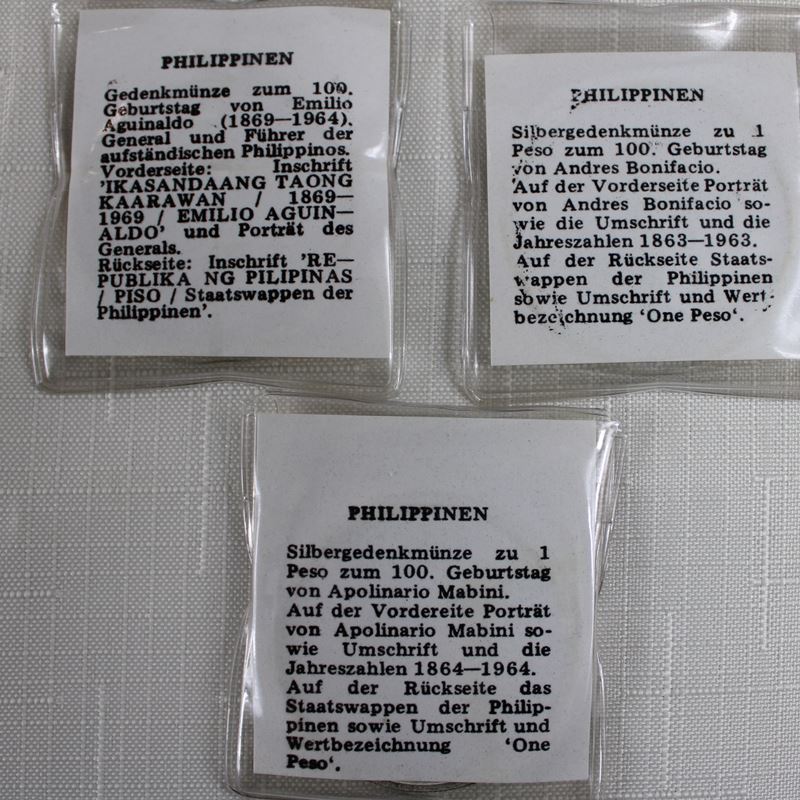 PHILIPPINEN
Gedenkmünze zum 100.
Geburtstag von Emilio
Aguinaldo (1869—1964).
General und Führer der
aufständischen Philippinos.
Vorderseite: Inschrift
'IKASANDAANG TAONG
KAARAWAN / 1869—
1969 / EMILIO AGUIN—
ALDO' und Porträt des
Generals.
Rückseite: Inschrift 'RE—
PUBLIKA NG PILIPINAS
/ PISO / Staatswappen der
Philippinen'.
PHILIPPINEN
Silbergedenkmünze zu 1
Peso zum 100. Geburtstag
von Andres Bonifacio.
Auf der Vorderseite Porträt
von Andres Bonifacio so-
wie die Umschrift und die
Jahreszahlen 1863—1963.
Auf der Rückseite Staats-
wappen der Philippinen
sowie Umschrift und Wert-
bezeichnung ‘One Peso‘.
PHILIPPINEN
Silbergedenkmünze zu 1
Peso zum 100. Geburtstag
von Apolinario Mabini.
Auf der Vordereite Porträt
von Apolinario Mabini so-
wie Umschrift und die
Jahreszahlen 1864—1964.
Auf der Rückseite das
Staatswappen der Philip-
pinen sowie Umschrift und
Wertbezeichnung ‘One
Peso‘.